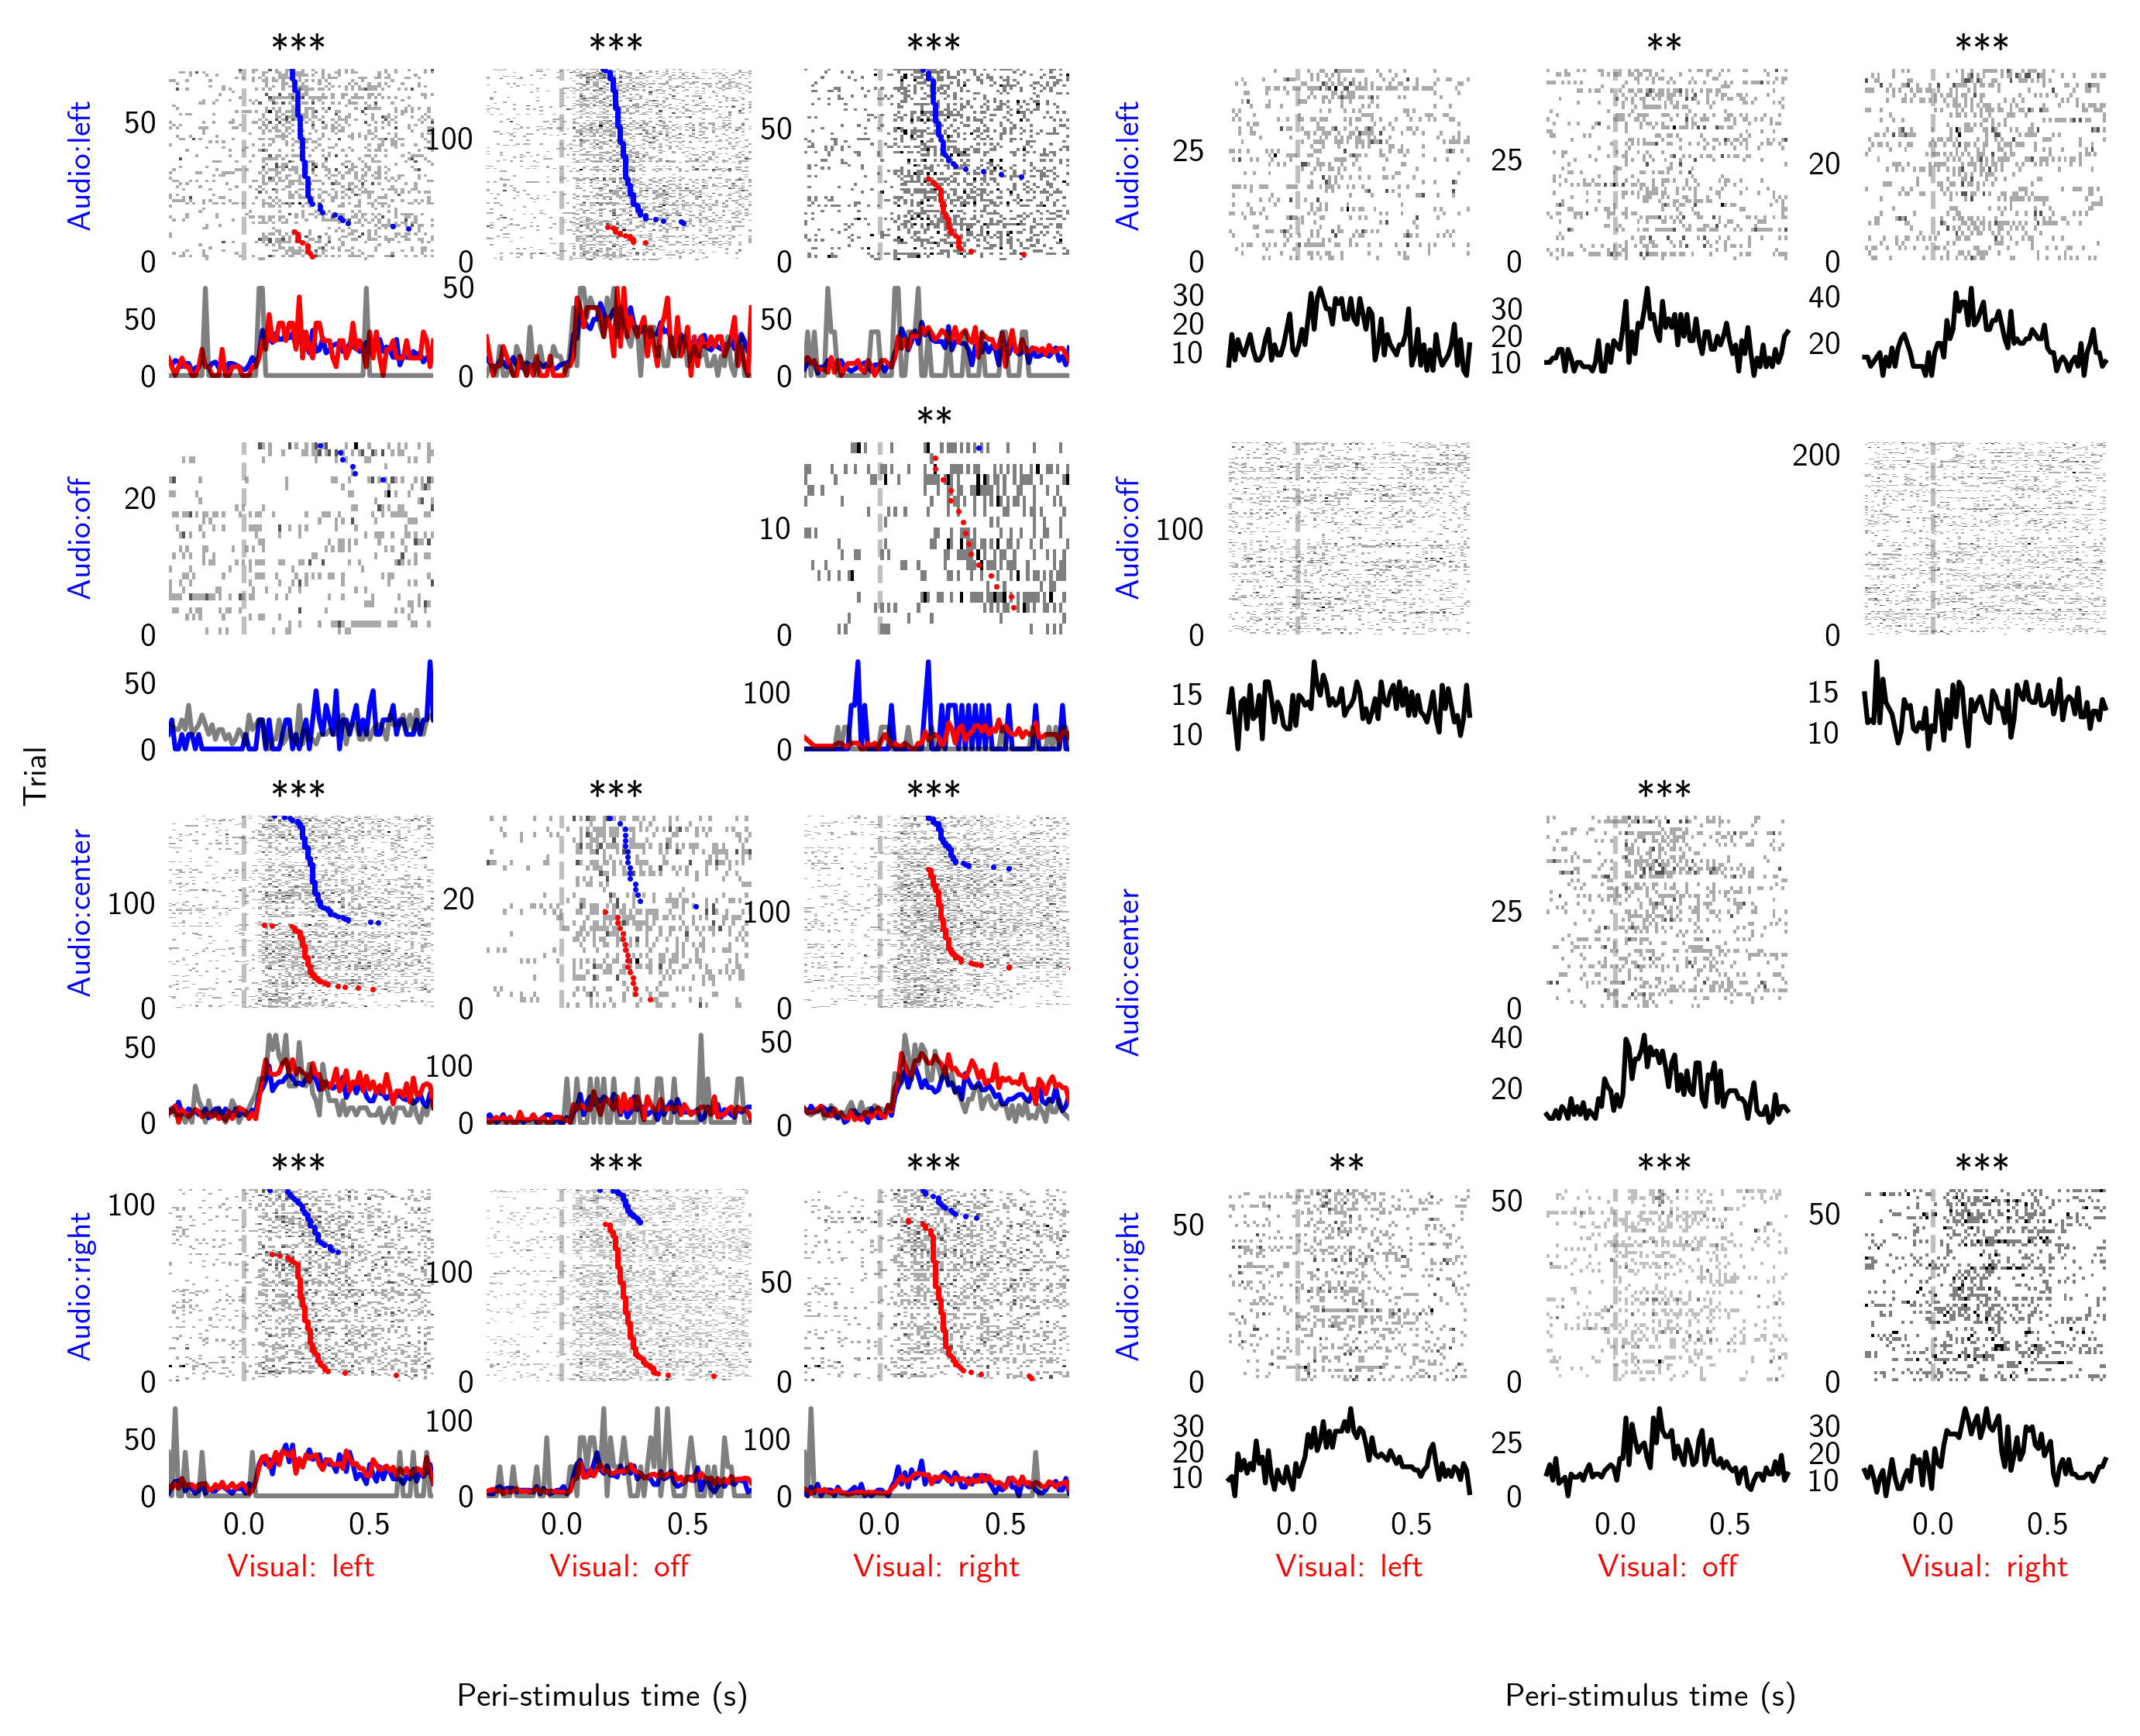 *** *** *** ** ***
Audio:left 50 0 100 0 50 0 Audio:left 25 0 25 0 20 0
50 0 50 0 50 0 30 20 10 30 20 10 40 20
**
Audio:off 20 0 10 0 Audio:off 100 0 200 0
50 0 100 0 15 10 15 10
Trial
*** *** *** ***
Audio:center 100 0 20 0 100 0 Audio:center 25 0
50 0 100 0 50 0 40 20
*** *** *** ** *** ***
Audio:right 100 0 100 0 50 0 Audio:right 50 0 50 0 50 0
50 0 100 0 100 0 30 20 10 25 0 30 20 10
0.0 0.5 0.0 0.5 0.0 0.5 0.0 0.5 0.0 0.5 0.0 0.5
Visual: left Visual: off Visual: right Visual: left Visual: off Visual: right
Peri-stimulus time (s) Peri-stimulus time (s)